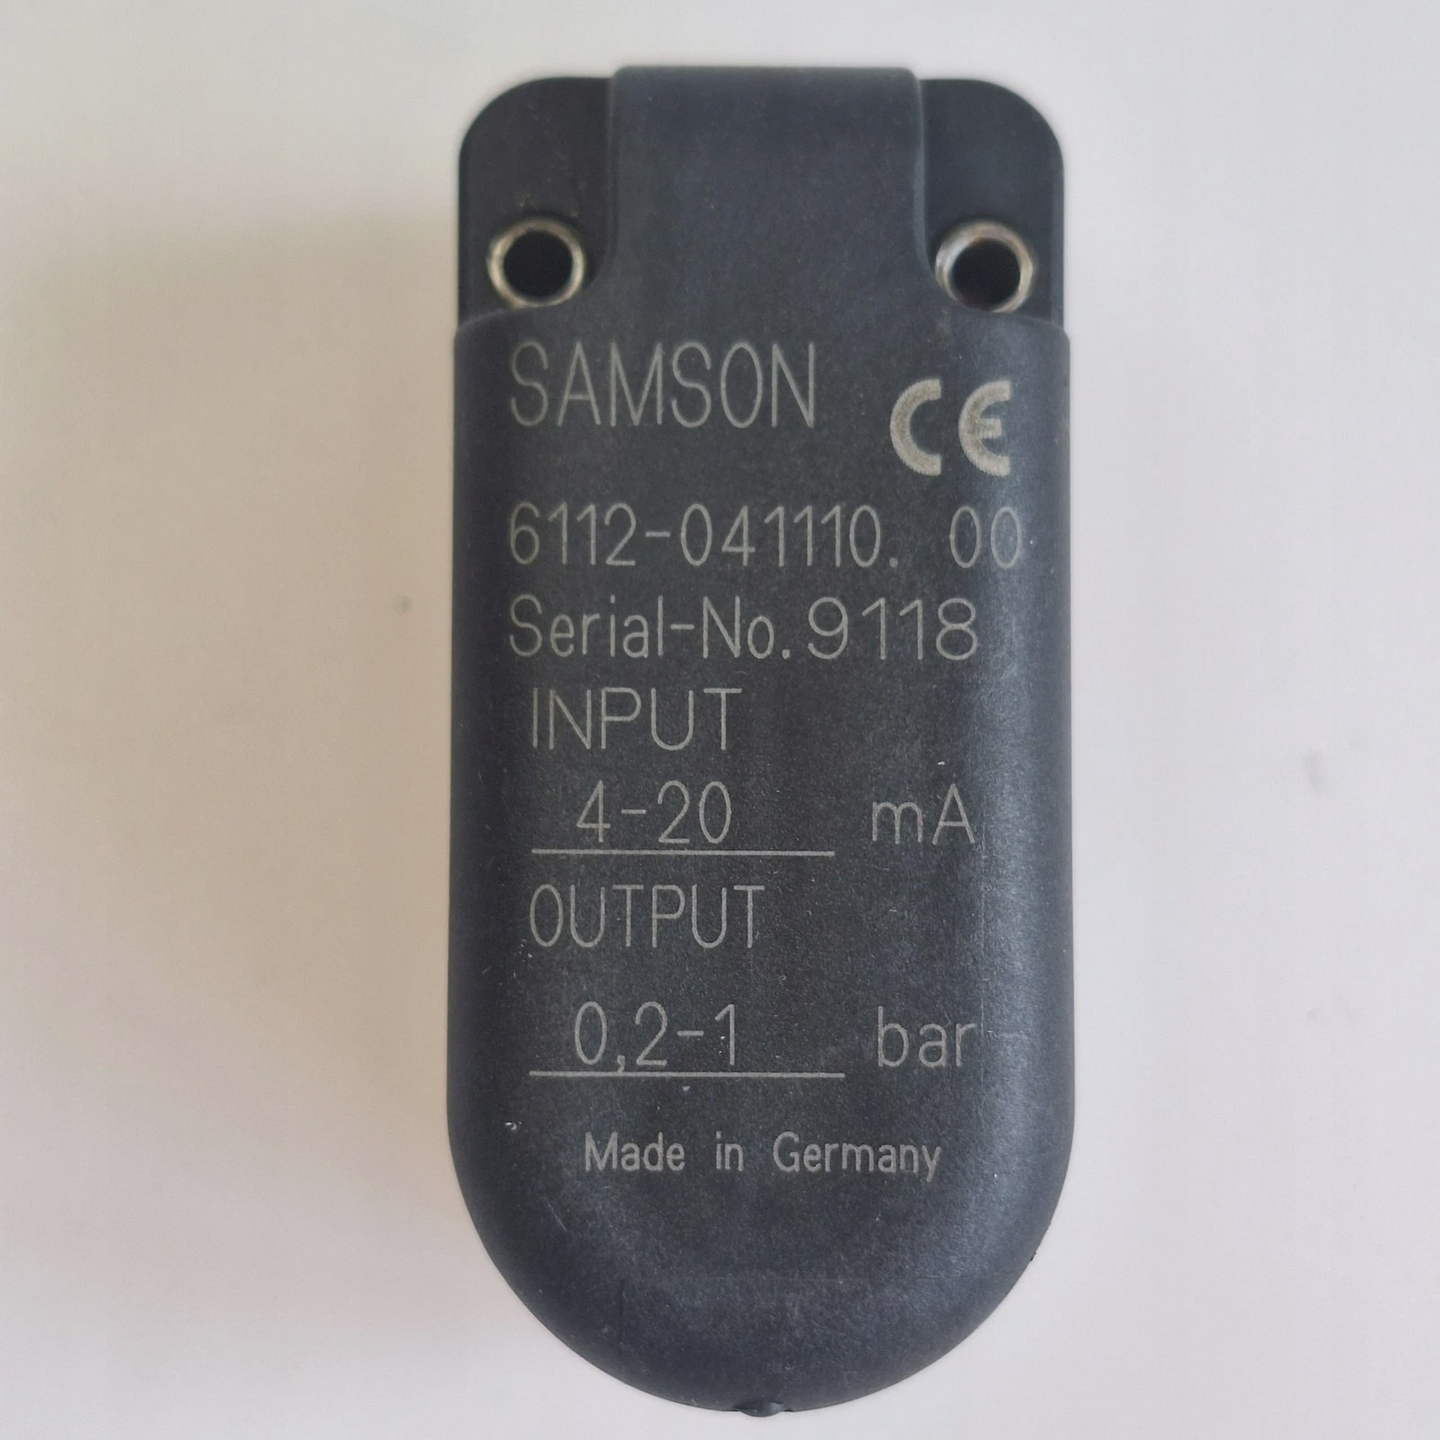 SAMSON CE
6112-041110. 00
Serial-No. 9118
INPUT
4-20 mA
OUTPUT
0,2-1 bar
Made in Germany